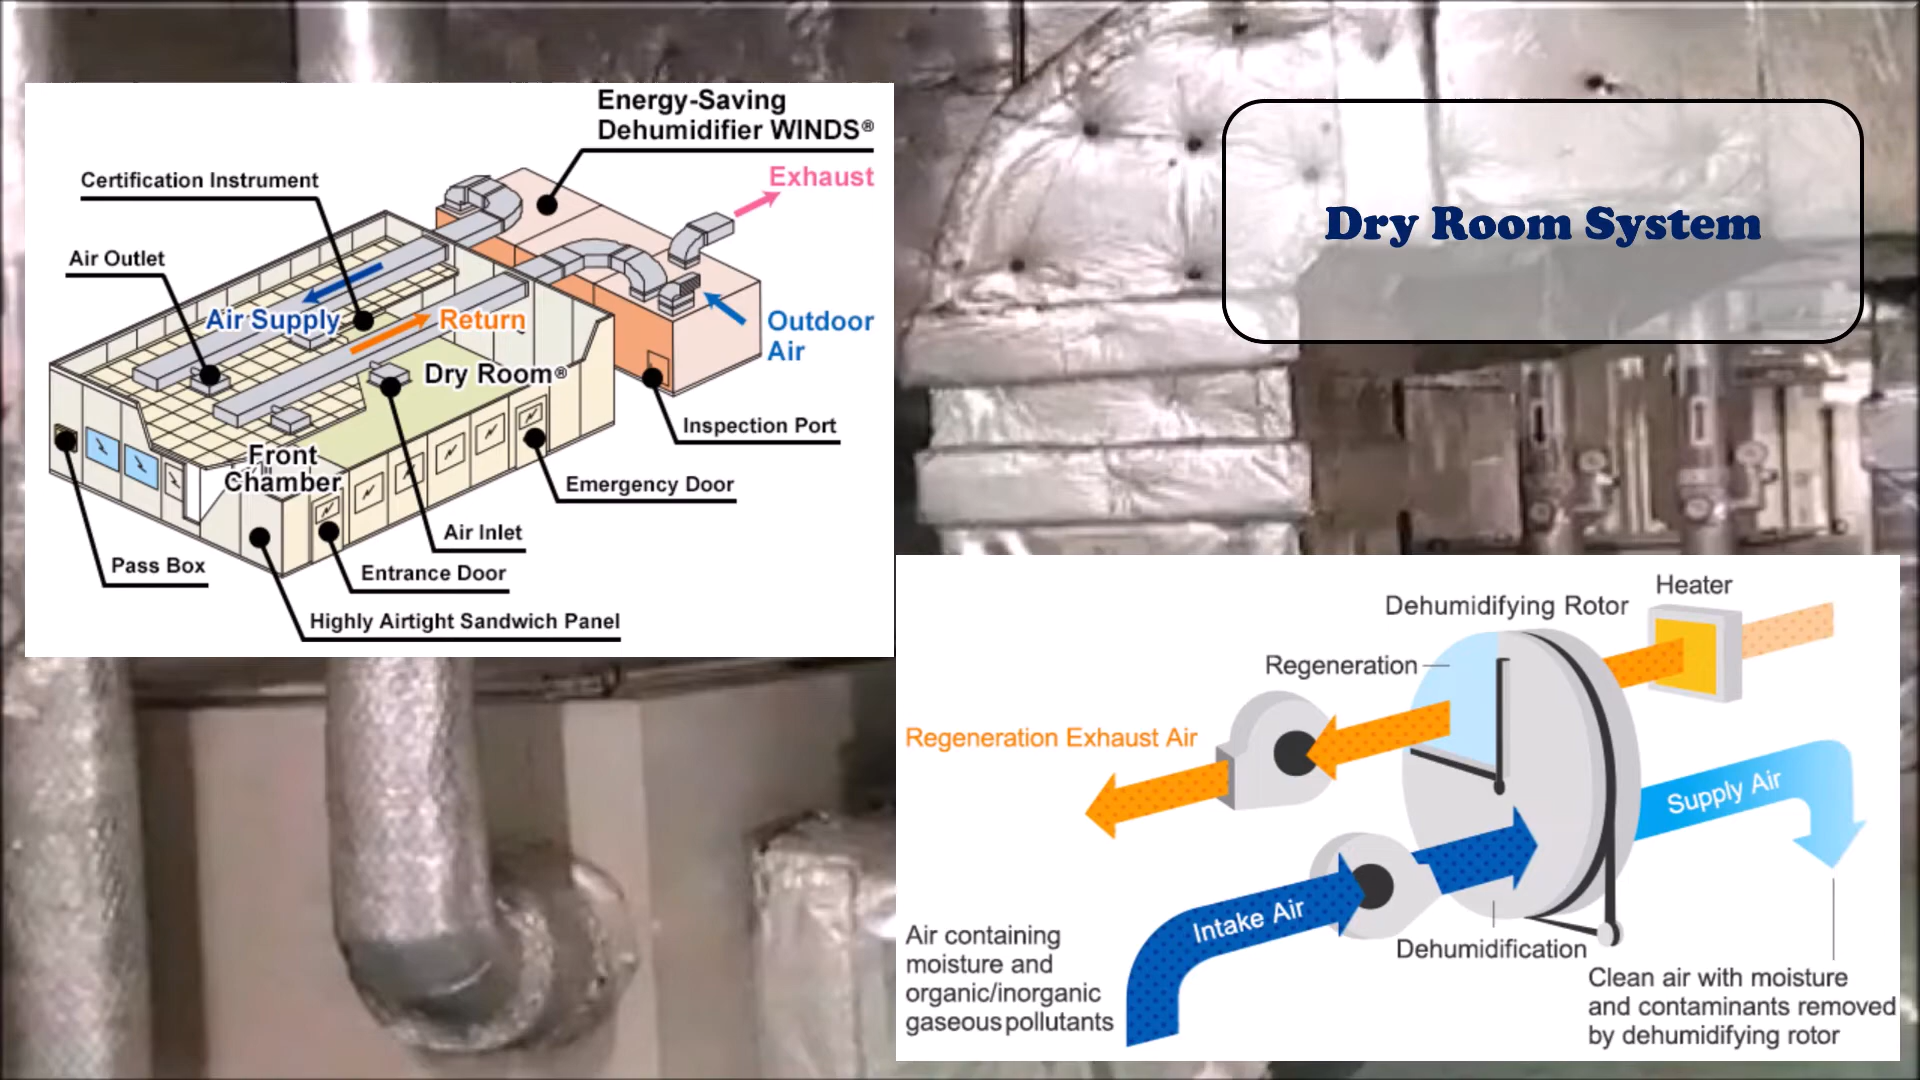 Dry Room System
Energy-Saving
Dehumidifier WINDS®
Certification Instrument
Exhaust
Air Outlet
Air Supply
Return
Outdoor
Air
Dry Room®
Inspection Port
Front
Chamber
Emergency Door
Air Inlet
Pass Box
Entrance Door
Highly Airtight Sandwich Panel
Heater
Dehumidifying Rotor
Regeneration
Regeneration Exhaust Air
Supply Air
Intake Air
Air containing
moisture and
organic/inorganic
gaseous pollutants
Dehumidification
Clean air with moisture
and contaminants removed
by dehumidifying rotor